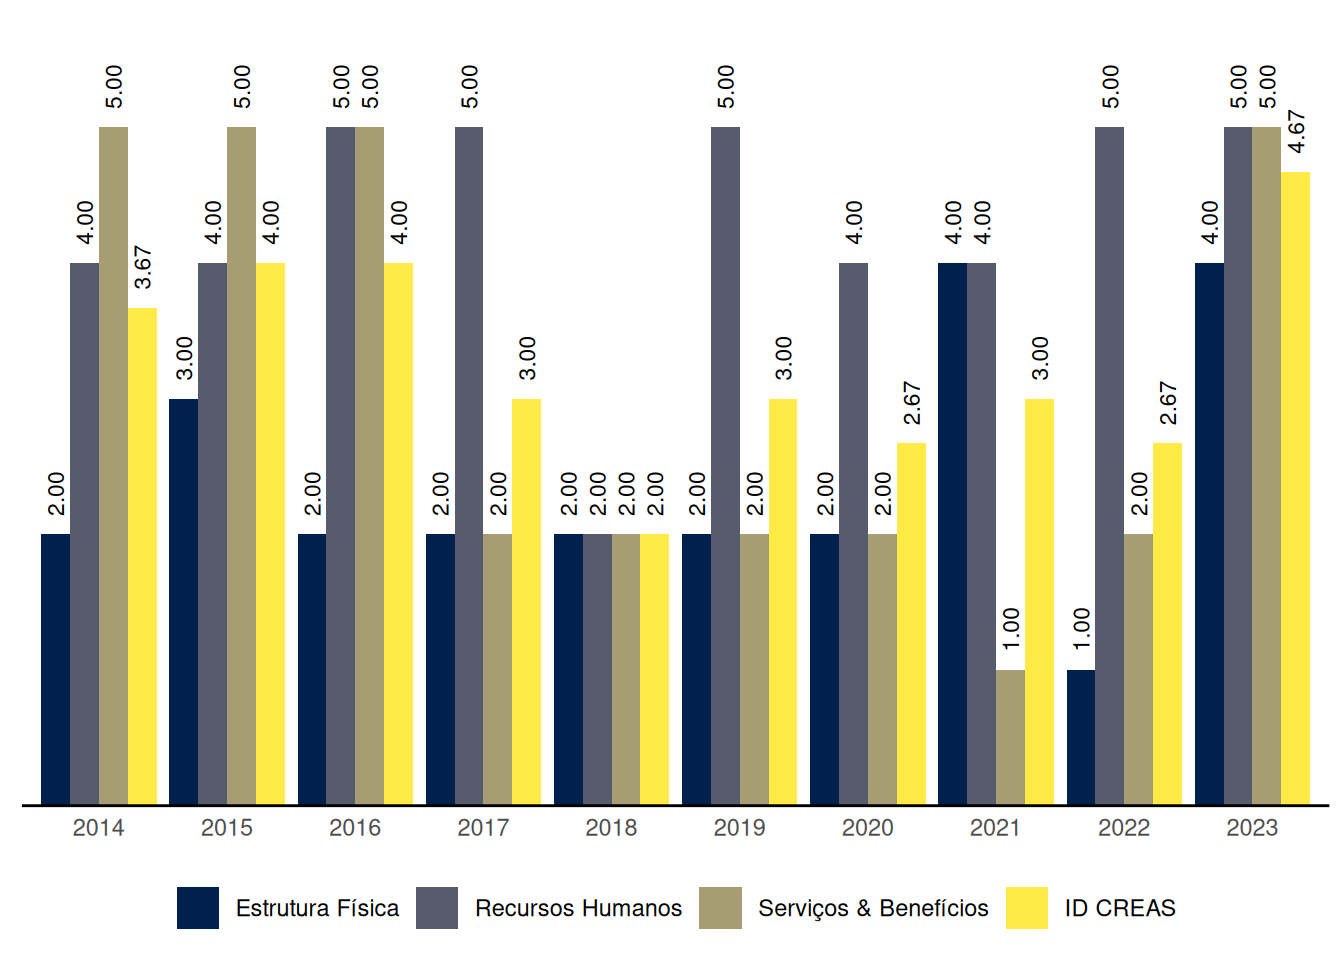 5.00 5.00 5.00 5.00 5.00 5.00 5.00 5.00 5.00
4.67
4.00 4.00 4.00 4.00 4.00 4.00 4.00 4.00
3.67
3.00 3.00 3.00 3.00
2.67 2.67
2.00 2.00 2.00 2.00 2.00 2.00 2.00 2.00 2.00 2.00 2.00 2.00 2.00
1.00 1.00
2014 2015 2016 2017 2018 2019 2020 2021 2022 2023
Estrutura Física Recursos Humanos Serviços & Benefícios ID CREAS